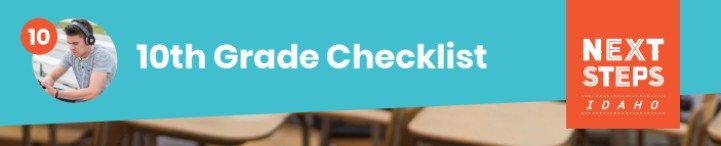 10
10th Grade Checklist
NEXT
STEPS
IDAHO